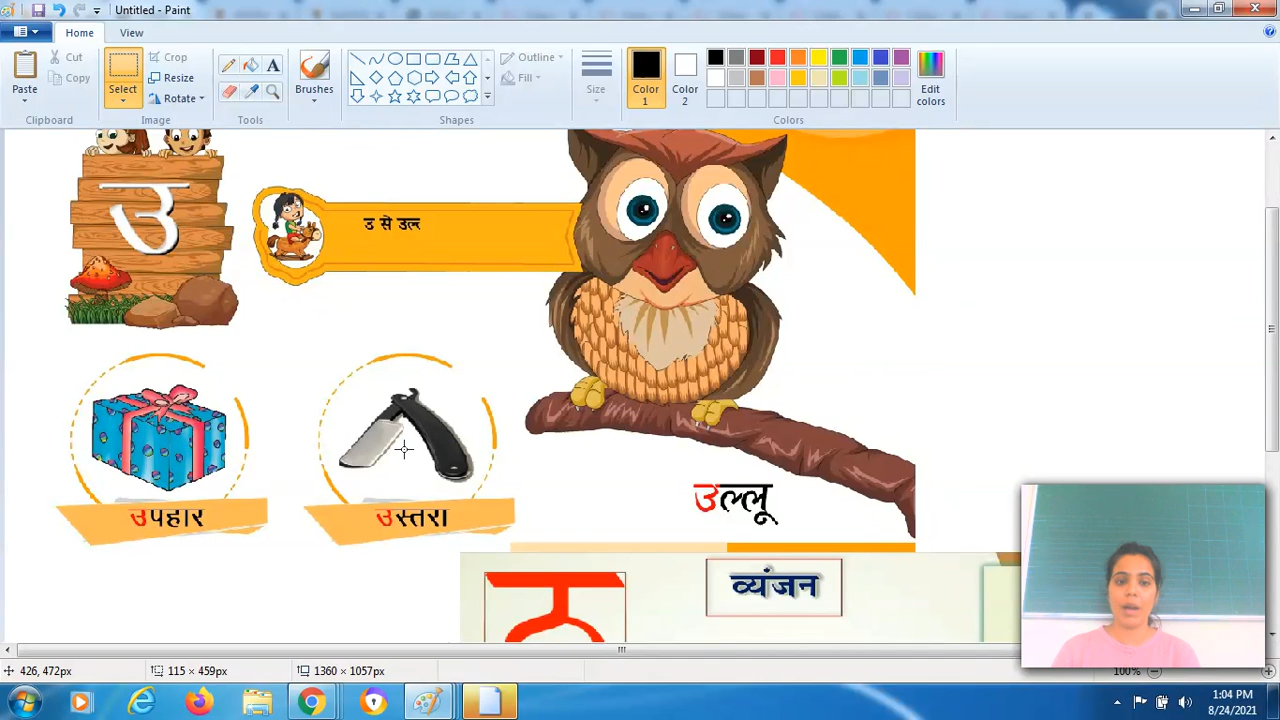 Untitled - Paint
Home View
Paste
Cut
Copy
Clipboard
Select
Crop
Resize
Rotate
Image
Tools
Brushes
Shapes
Outline
Fill
Size
Color 1
Color 2
Edit colors
Colors
उ
उ से उल्
उपहार
उस्तरा
उल्लू
व्यंजन
426, 472px
115 × 459px
1360 × 1057px
100%
1:04 PM
8/24/2021